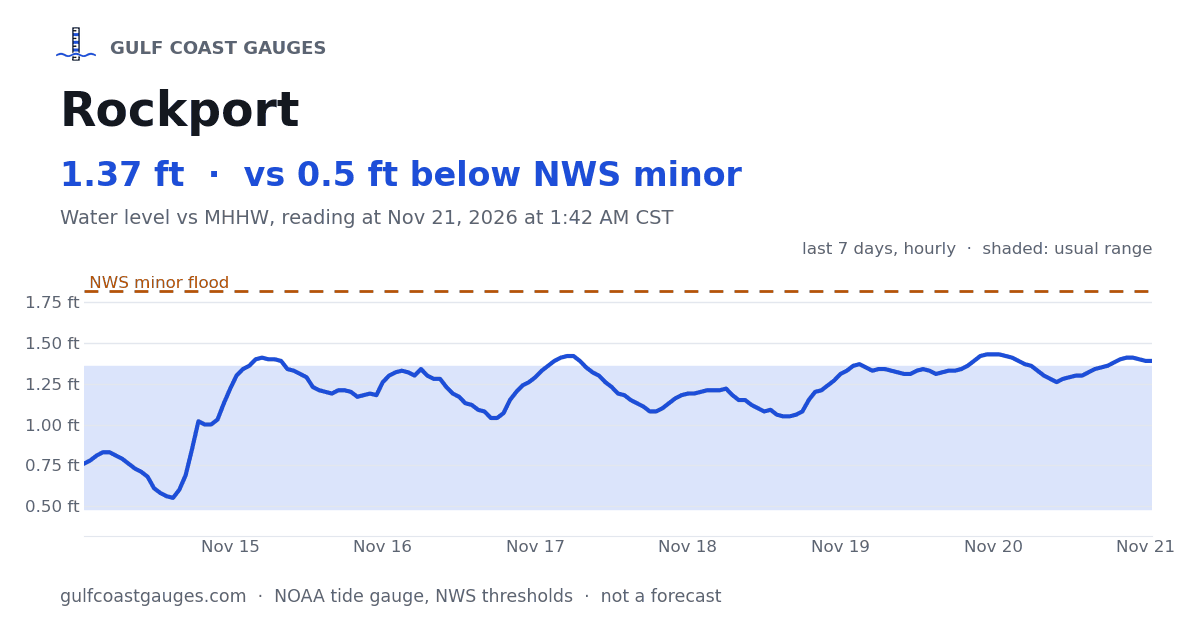 GULF COAST GAUGES
Rockport
1.37 ft · vs 0.5 ft below NWS minor
Water level vs MHHW, reading at Nov 21, 2026 at 1:42 AM CST
last 7 days, hourly · shaded: usual range
NWS minor flood
1.75 ft
1.50 ft
1.25 ft
1.00 ft
0.75 ft
0.50 ft
Nov 15 Nov 16 Nov 17 Nov 18 Nov 19 Nov 20 Nov 21
gulfcoastgauges.com · NOAA tide gauge, NWS thresholds · not a forecast